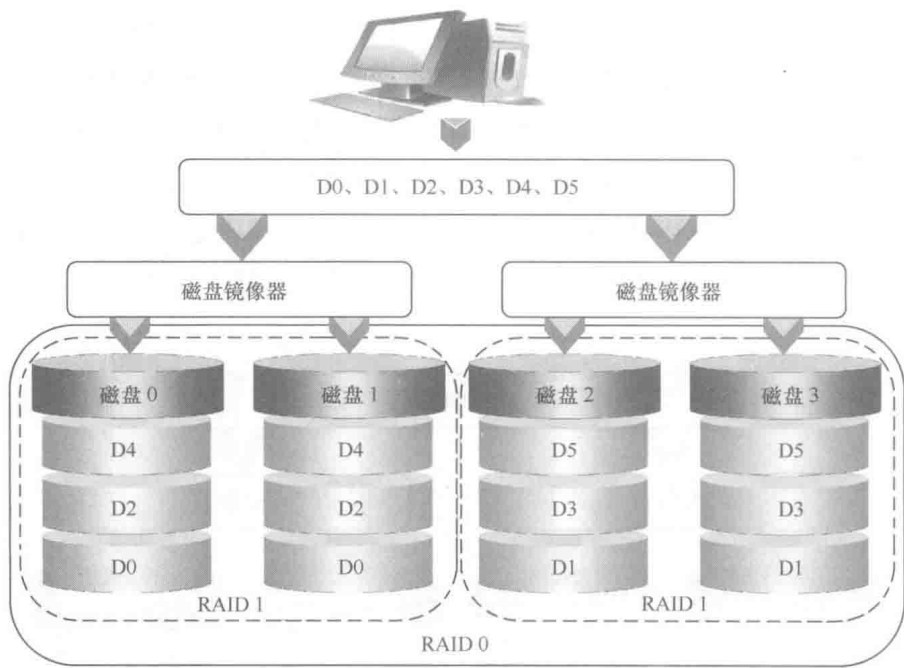 D0、D1、D2、D3、D4、D5
磁盘镜像器 磁盘镜像器
磁盘 0 磁盘 1 磁盘 2 磁盘 3
D4 D4 D5 D5
D2 D2 D3 D3
D0 D0 D1 D1
RAID 1 RAID 1
RAID 0